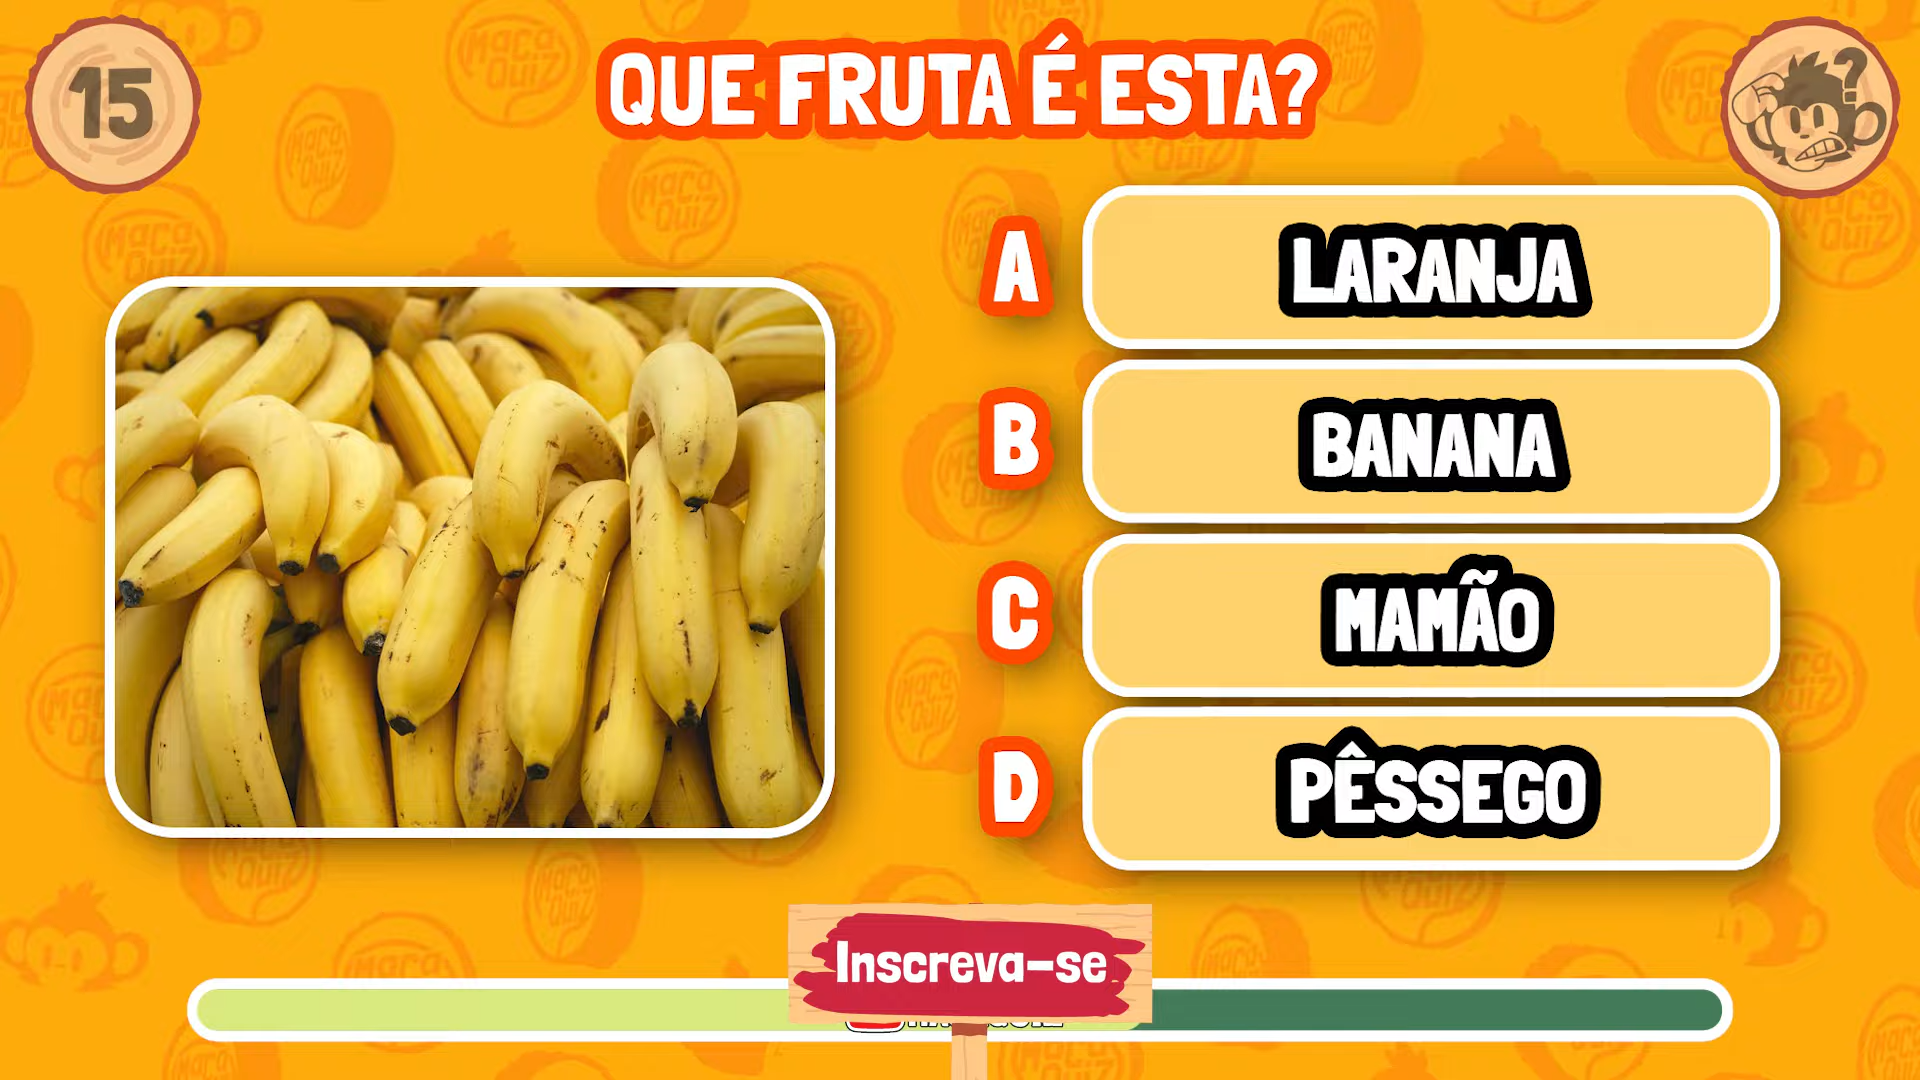 15
QUE FRUTA É ESTA?
A
LARANJA
B
BANANA
C
MAMÃO
D
PÊSSEGO
Inscreva-se